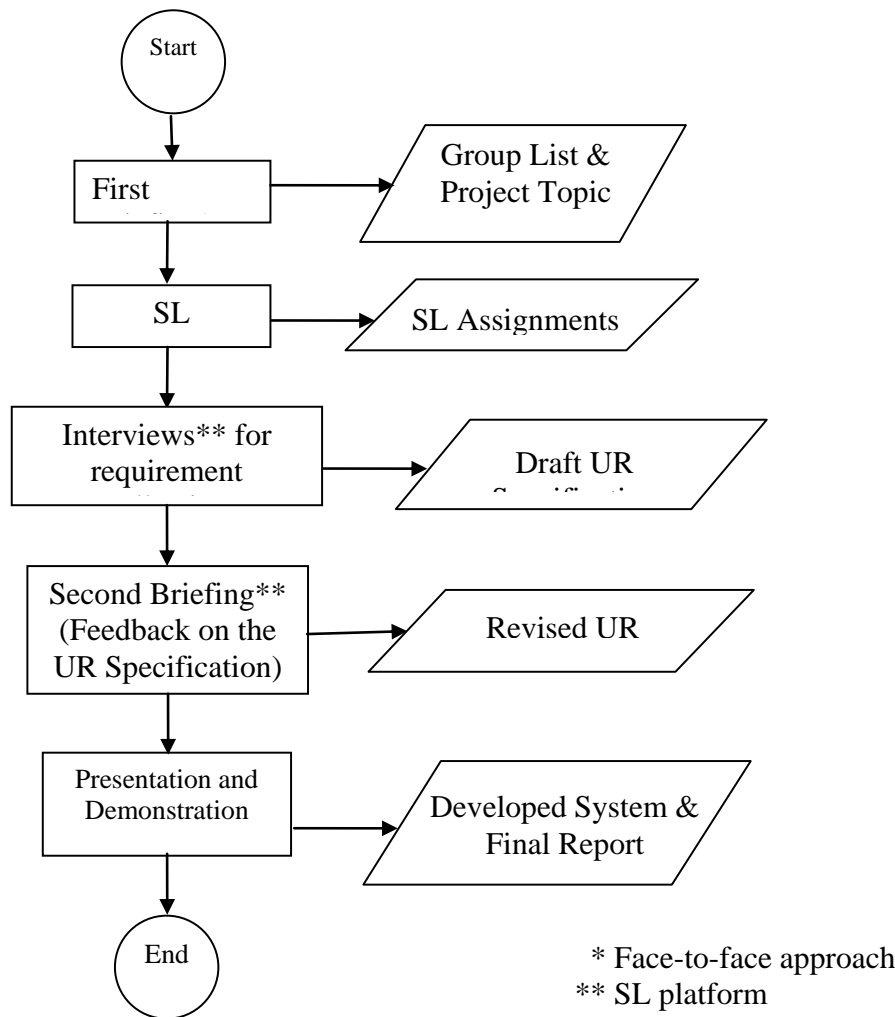 Start
First
Group List &
Project Topic
SL
SL Assignments
Interviews** for
requirement
Draft UR
Second Briefing**
(Feedback on the
UR Specification)
Revised UR
Presentation and
Demonstration
Developed System &
Final Report
End
* Face-to-face approach
** SL platform